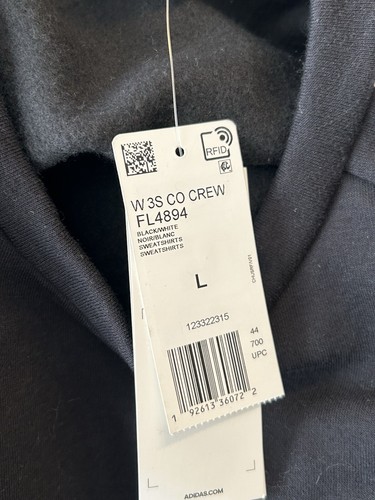 RFID
W 3S CO CREW
FL4894
BLACK/WHITE
NOIR/BLANC
SWEATSHIRTS
SWEATSHIRTS
L
123322315
44
700
UPC
1 92613 36072 2
ADIDAS.COM